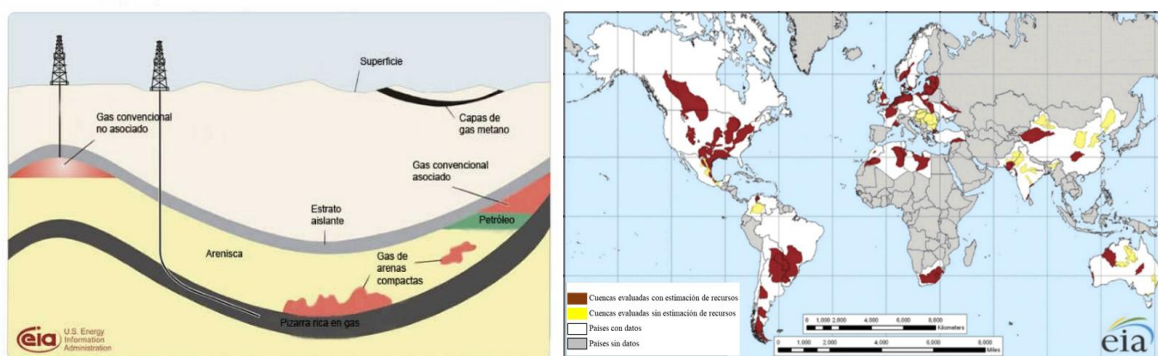 Superficie
Gas convencional
no asociado
Capas de
gas metano
Gas convencional
asociado
Estrato
aislante
Petróleo
Arenisca
Gas de
arenas
compactas
Pizarra rica en gas
eia
U.S. Energy
Information
Administration
Cuencas evaluadas con estimación de recursos
Cuencas evaluadas sin estimación de recursos
Países con datos
Países sin datos
0 1,000 2,000 4,000 6,000 8,000
Kilometers
0 1,000 2,000 4,000 6,000 8,000
Miles
eia